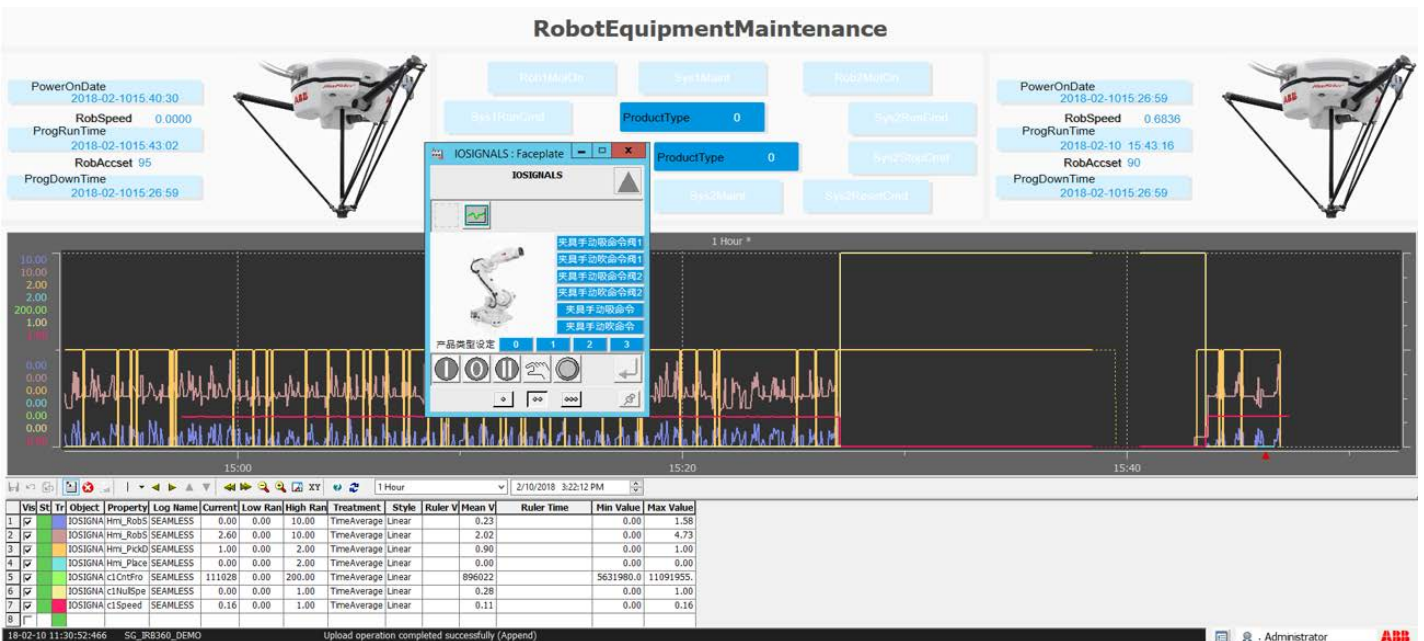 RobotEquipmentMaintenance
PowerOnDate
2018-02-1015:40:30
RobSpeed 0.0000
ProgRunTime
2018-02-1015:43:02
RobAccset 95
ProgDownTime
2018-02-1015:26:59
ABB
Rob1MotOn
Sys1Maint
Rob2MotOn
Sys1RunCmd
ProductType 0
Sys2RunCmd
ProductType 0
Sys2StopCmd
Sys2Maint
Sys2ResetCmd
PowerOnDate
2018-02-1015:26:59
RobSpeed 0.6836
ProgRunTime
2018-02-10 15:43:16
RobAccset 90
ProgDownTime
2018-02-1015:26:59
ABB
IOSIGNALS : Faceplate
IOSIGNALS
夹具手动吸命令阀1
夹具手动吹命令阀1
夹具手动吸命令阀2
夹具手动吹命令阀2
夹具手动吸命令
夹具手动吹命令
产品类型设定 0 1 2 3
1 Hour *
10.00
10.00
2.00
2.00
200.00
1.00
1.00
0.00
0.00
0.00
0.00
0.00
0.00
0.00
15:00 15:20 15:40
XY 1 Hour 2/10/2018 3:22:12 PM
Vis St Tr Object Property Log Name Current Low Ran High Ran Treatment Style Ruler V Mean V Ruler Time Min Value Max Value
1 IOSIGNA Hmi_RobS SEAMLESS 0.00 0.00 10.00 TimeAverage Linear 0.23 0.00 1.58
2 IOSIGNA Hmi_RobS SEAMLESS 2.60 0.00 10.00 TimeAverage Linear 2.02 0.00 4.73
3 IOSIGNA Hmi_PickD SEAMLESS 1.00 0.00 2.00 TimeAverage Linear 0.90 0.00 1.00
4 IOSIGNA Hmi_Place SEAMLESS 0.00 0.00 2.00 TimeAverage Linear 0.00 0.00 0.00
5 IOSIGNA c1CntFro SEAMLESS 111028 0.00 200.00 TimeAverage Linear 896022 5631980.0 11091955.
6 IOSIGNA c1NulSpe SEAMLESS 0.00 0.00 1.00 TimeAverage Linear 0.28 0.00 1.00
7 IOSIGNA c1Speed SEAMLESS 0.16 0.00 1.00 TimeAverage Linear 0.11 0.00 0.16
8
18-02-10 11:30:52:466 SG_IRB360_DEMO Upload operation completed successfully (Append) . Administrator ABB